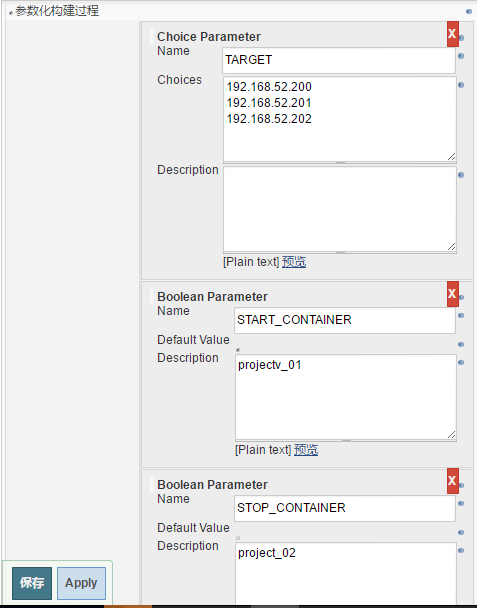 参数化构建过程
X
Choice Parameter
Name
TARGET
Choices
192.168.52.200
192.168.52.201
192.168.52.202
Description
[Plain text] 预览
X
Boolean Parameter
Name
START_CONTAINER
Default Value
Description
projectv_01
[Plain text] 预览
X
Boolean Parameter
Name
STOP_CONTAINER
Default Value
Description
project_02
保存 Apply